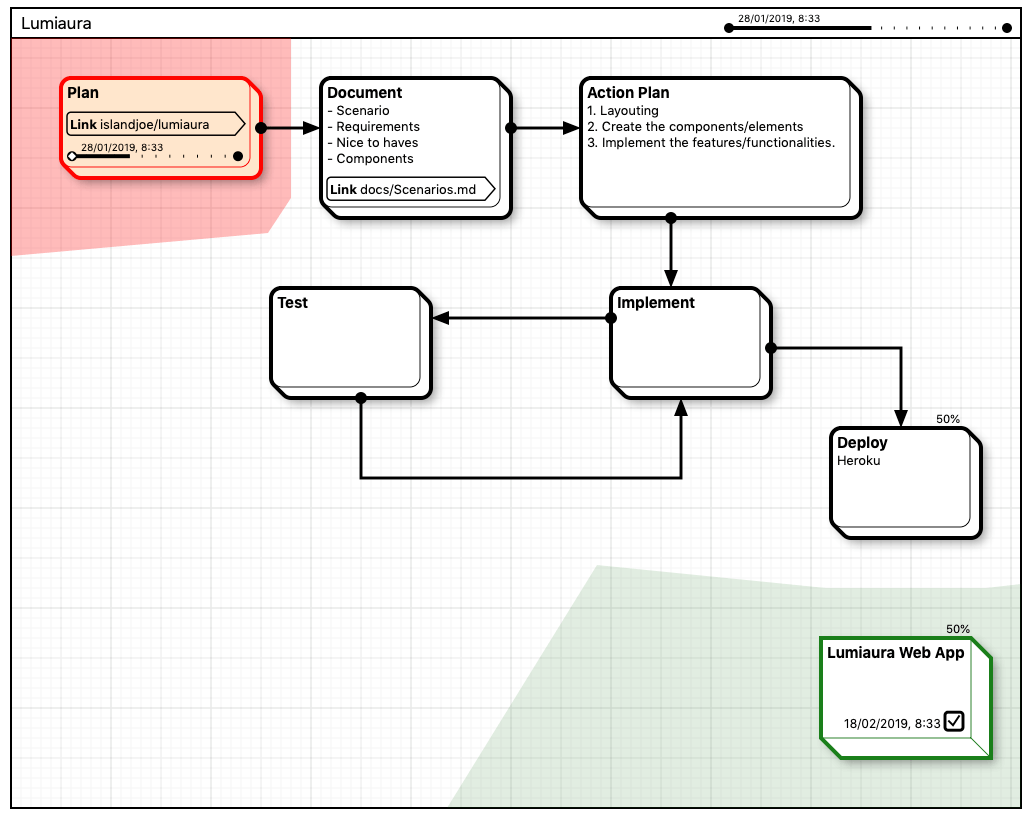 Lumiaura
28/01/2019, 8:33
Plan
Link islandjoe/lumiaura
28/01/2019, 8:33
Document
- Scenario
- Requirements
- Nice to haves
- Components
Link docs/Scenarios.md
Action Plan
1. Layouting
2. Create the components/elements
3. Implement the features/functionalities.
Test
Implement
50%
Deploy
Heroku
50%
Lumiaura Web App
18/02/2019, 8:33